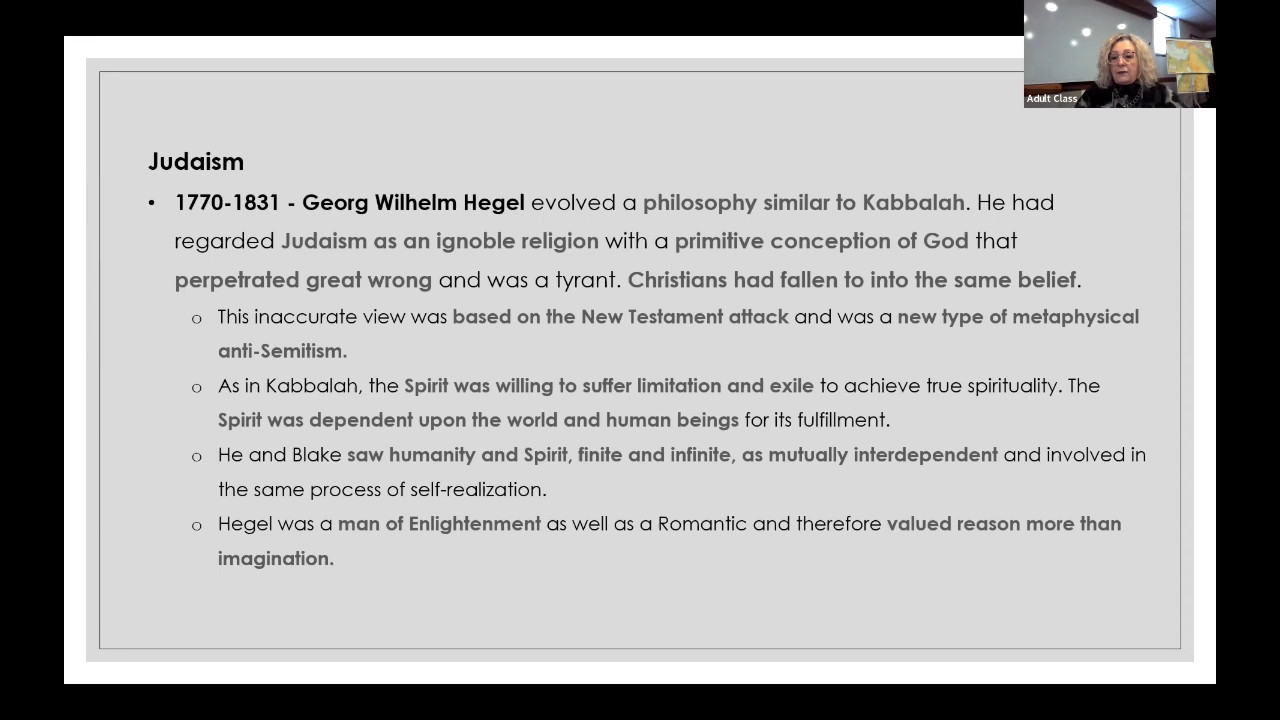 Adult Class
Judaism
• 1770-1831 - Georg Wilhelm Hegel evolved a philosophy similar to Kabbalah. He had
regarded Judaism as an ignoble religion with a primitive conception of God that
perpetrated great wrong and was a tyrant. Christians had fallen to into the same belief.
o This inaccurate view was based on the New Testament attack and was a new type of metaphysical
anti-Semitism.
o As in Kabbalah, the Spirit was willing to suffer limitation and exile to achieve true spirituality. The
Spirit was dependent upon the world and human beings for its fulfillment.
o He and Blake saw humanity and Spirit, finite and infinite, as mutually interdependent and involved in
the same process of self-realization.
o Hegel was a man of Enlightenment as well as a Romantic and therefore valued reason more than
imagination.